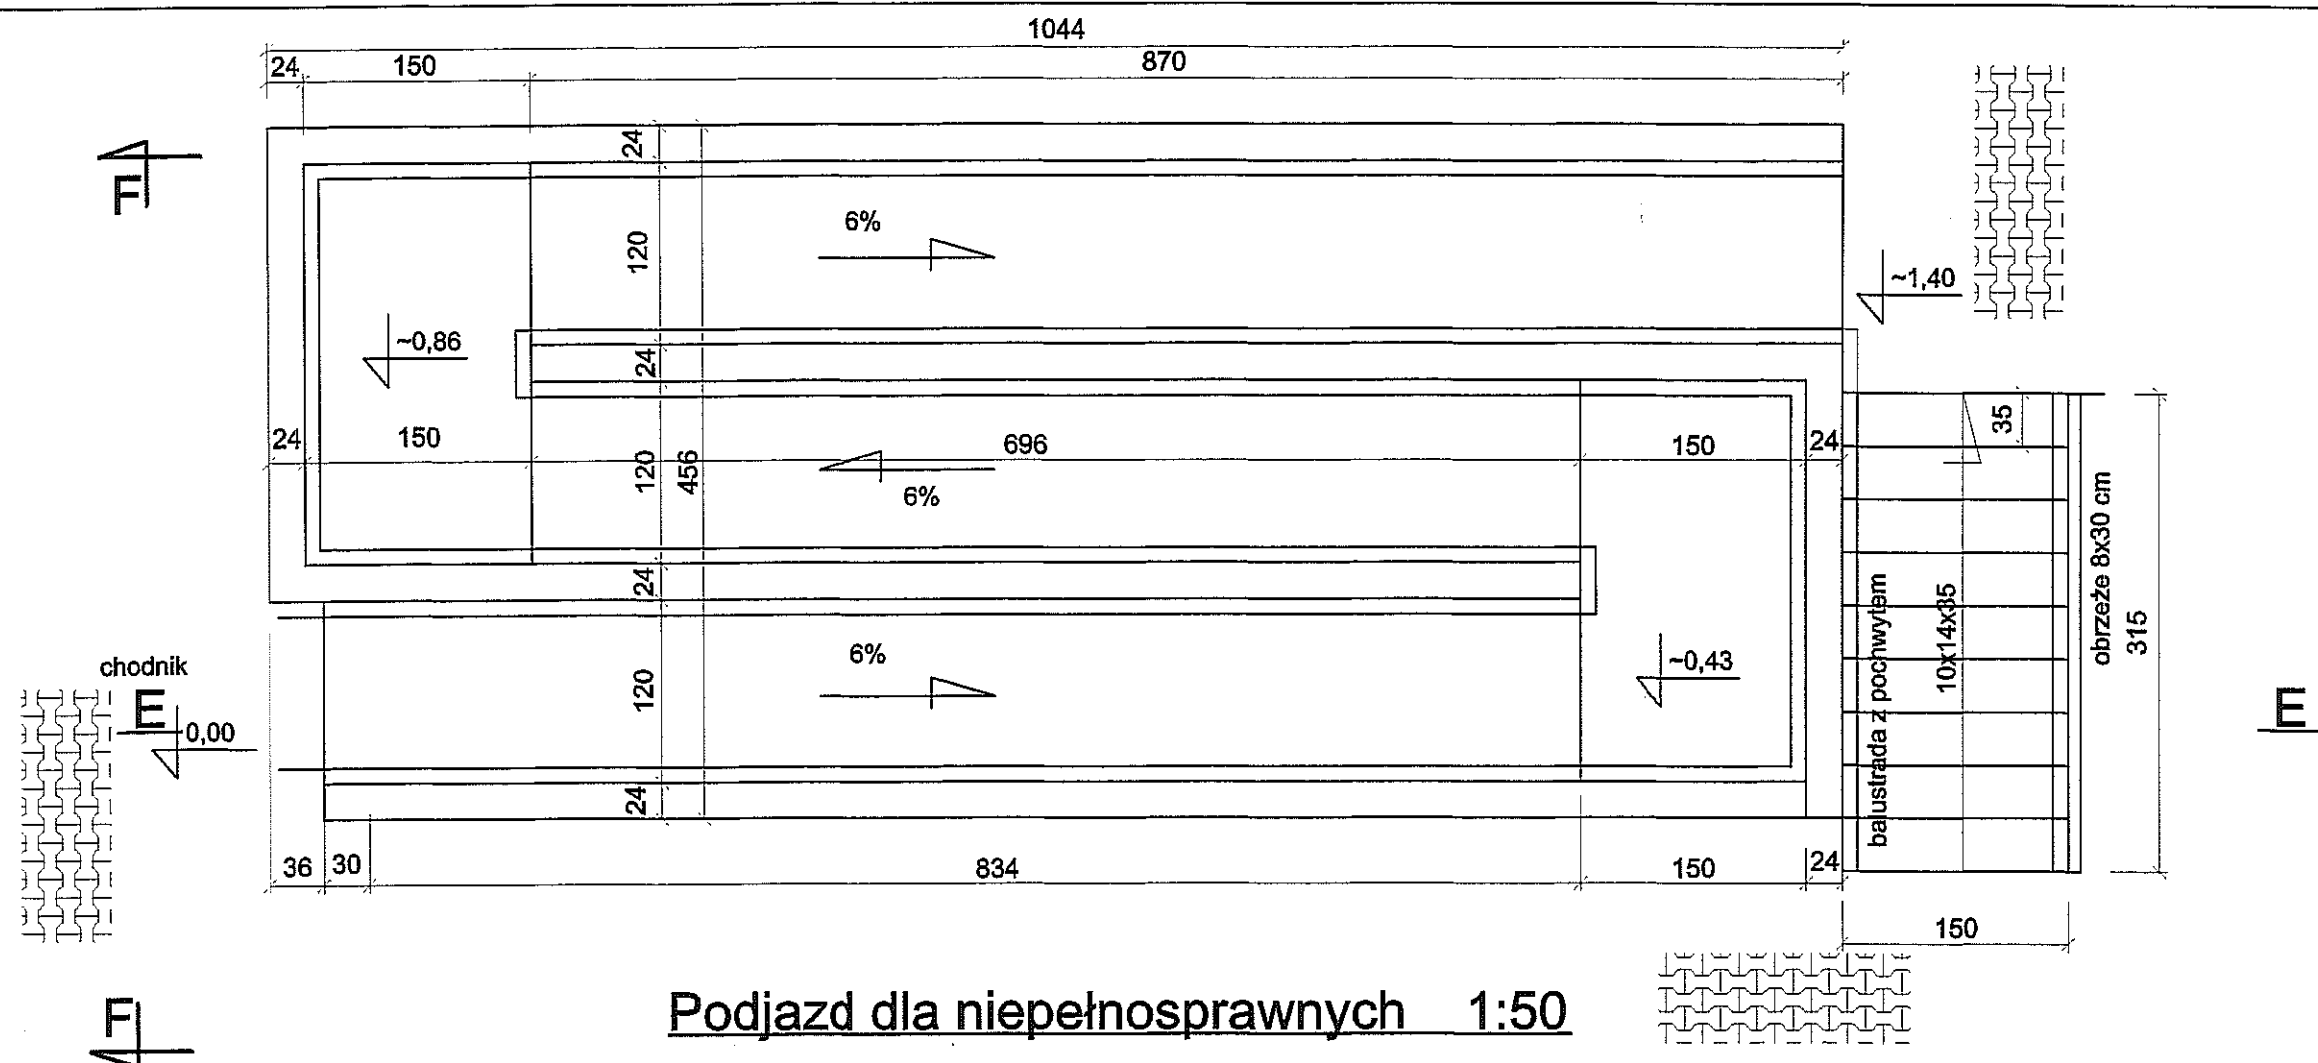 1044
24 150 870
24
F
6%
120
~1,40
~0,86
24
35
24 150 696 150 24
120 456
6%
obrzeże 8x30 cm
315
24
balustrada z pochwytem
10x14x35
chodnik
6%
~0,43
120
E
E
0,00
24
36 30 834 150 24
150
F
Podjazd dla niepełnosprawnych 1:50